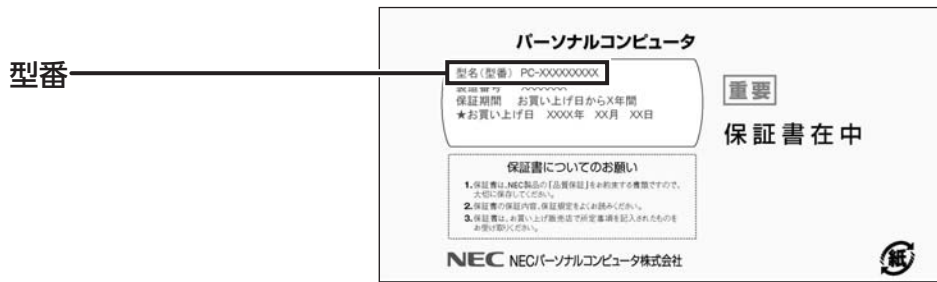 型番
パーソナルコンピュータ
型名(型番) PC-XXXXXXXXX
製造番号 XXXXXXX
保証期間 お買い上げ日からX年間
★お買い上げ日 XXXX年 XX月 XX日
重要
保証書在中
保証書についてのお願い
1.保証書は、NEC製品の「品質保証」をお約束する書類ですので、
大切に保存してください。
2.保証書の保証内容、保証規定をよくお読みください。
3.保証書は、お買い上げ販売店で所定事項を記入されたものを
お受け取りください。
NEC NECパーソナルコンピュータ株式会社
紙